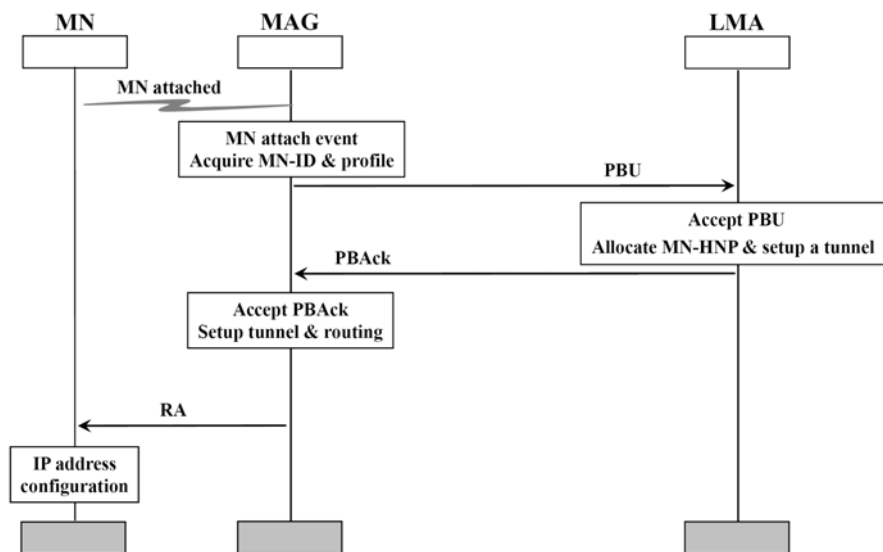 MN
MAG
LMA
MN attached
MN attach event
Acquire MN-ID & profile
PBU
Accept PBU
Allocate MN-HNP & setup a tunnel
PBAck
Accept PBAck
Setup tunnel & routing
RA
IP address
configuration